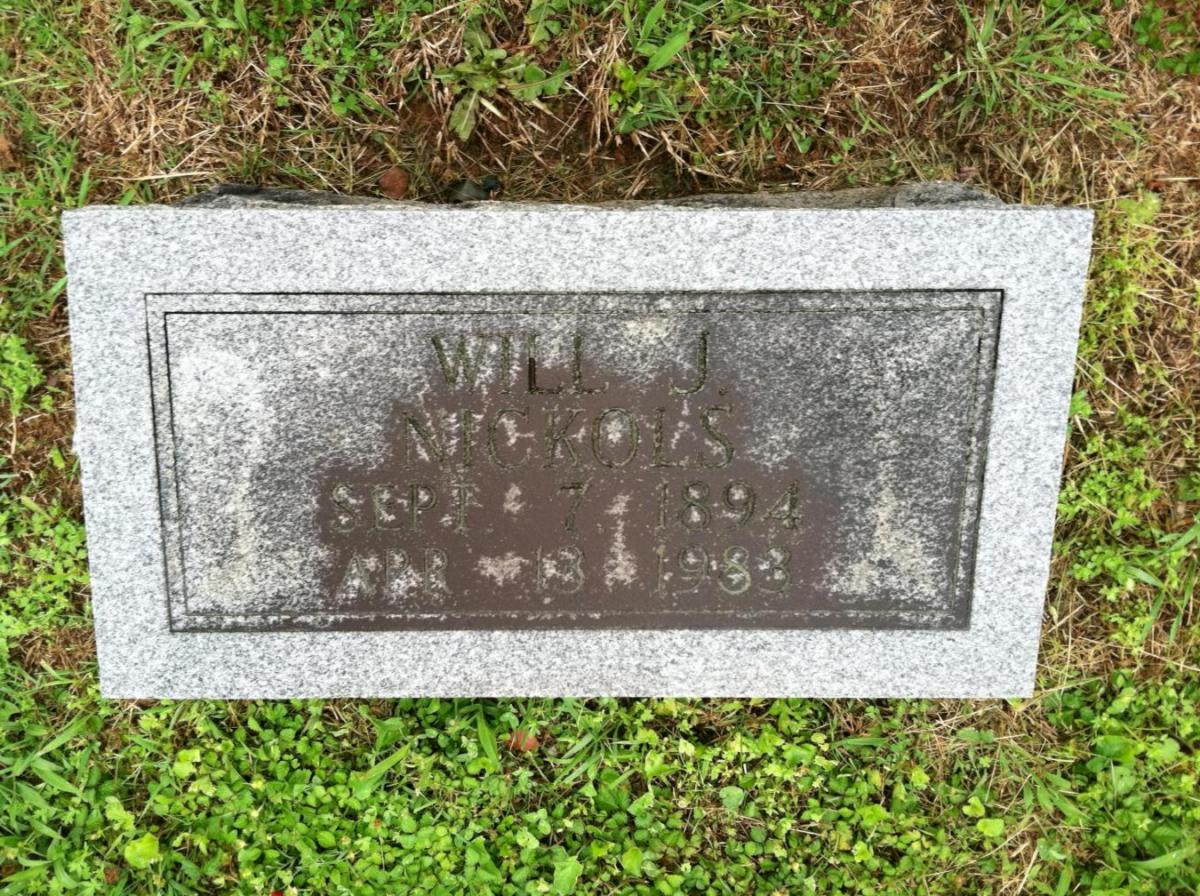 WILL J.
NICKOLS
SEPT 7 1894
APR 13 1983